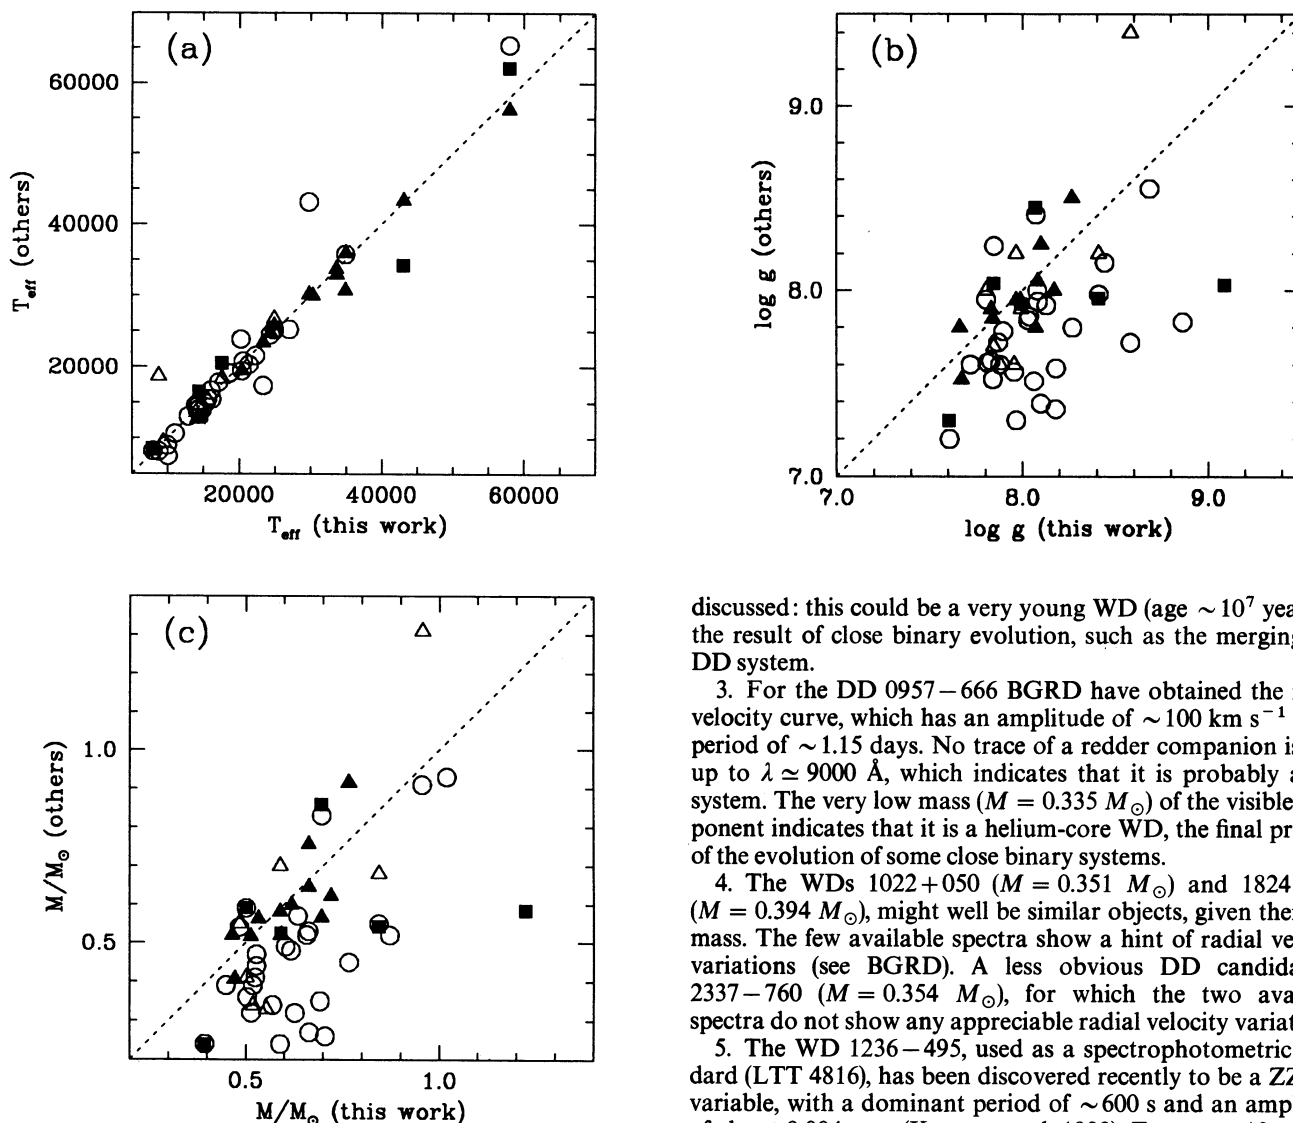 (a)
60000
40000
20000
T_eff (others)
20000 40000 60000
T_eff (this work)
(b)
9.0
8.0
7.0
log g (others)
7.0 8.0 9.0
log g (this work)
(c)
1.0
0.5
M/M⊙ (others)
0.5 1.0
M/M⊙ (this work)
discussed: this could be a very young WD (age ∼10⁷ yea
the result of close binary evolution, such as the merging
DD system.
3. For the DD 0957−666 BGRD have obtained the
velocity curve, which has an amplitude of ∼100 km s⁻¹
period of ∼1.15 days. No trace of a redder companion is
up to λ ≃ 9000 Å, which indicates that it is probably a
system. The very low mass (M = 0.335 M⊙) of the visible
ponent indicates that it is a helium-core WD, the final pr
of the evolution of some close binary systems.
4. The WDs 1022+050 (M = 0.351 M⊙) and 1824
(M = 0.394 M⊙), might well be similar objects, given the
mass. The few available spectra show a hint of radial ve
variations (see BGRD). A less obvious DD candida
2337−760 (M = 0.354 M⊙), for which the two ava
spectra do not show any appreciable radial velocity variat
5. The WD 1236−495, used as a spectrophotometric
dard (LTT 4816), has been discovered recently to be a ZZ
variable, with a dominant period of ∼600 s and an amp